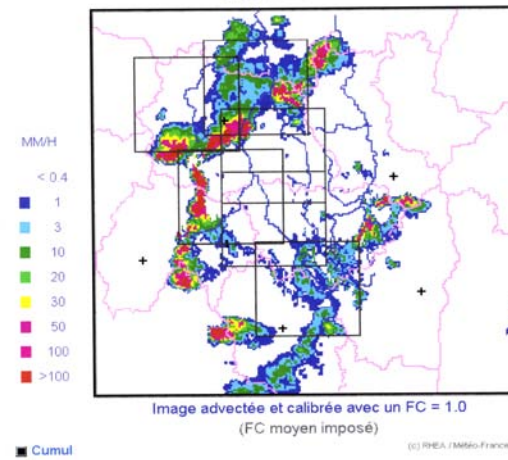 MM/H
< 0.4
1
3
10
20
30
50
100
>100
Image advectée et calibrée avec un FC = 1.0
(FC moyen imposé)
Cumul
(c) RHEA / Météo-France